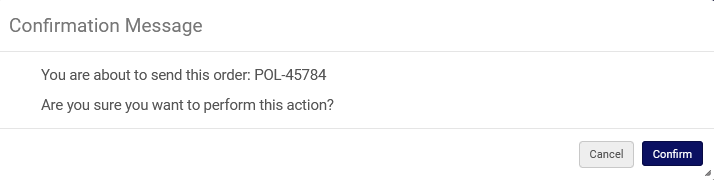 Confirmation Message
You are about to send this order: POL-45784
Are you sure you want to perform this action?
Cancel Confirm